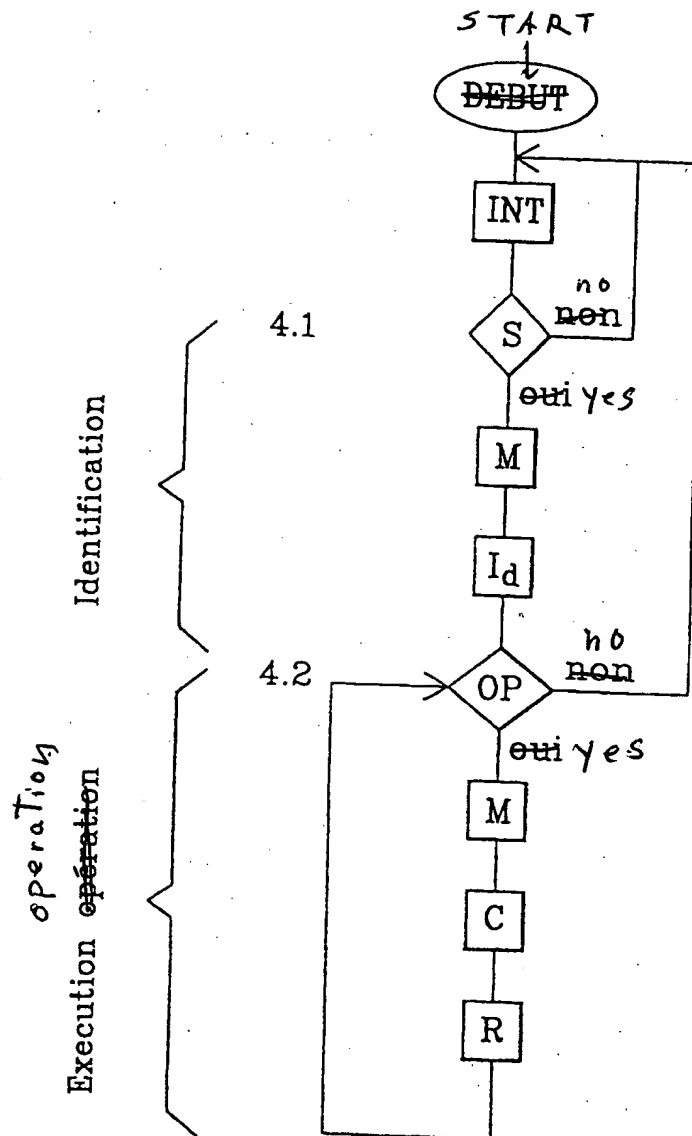 START
DEBUT
INT
no
non
4.1
S
oui yes
Identification
M
Id
no
non
4.2
OP
oui yes
operation
Execution opération
M
C
R